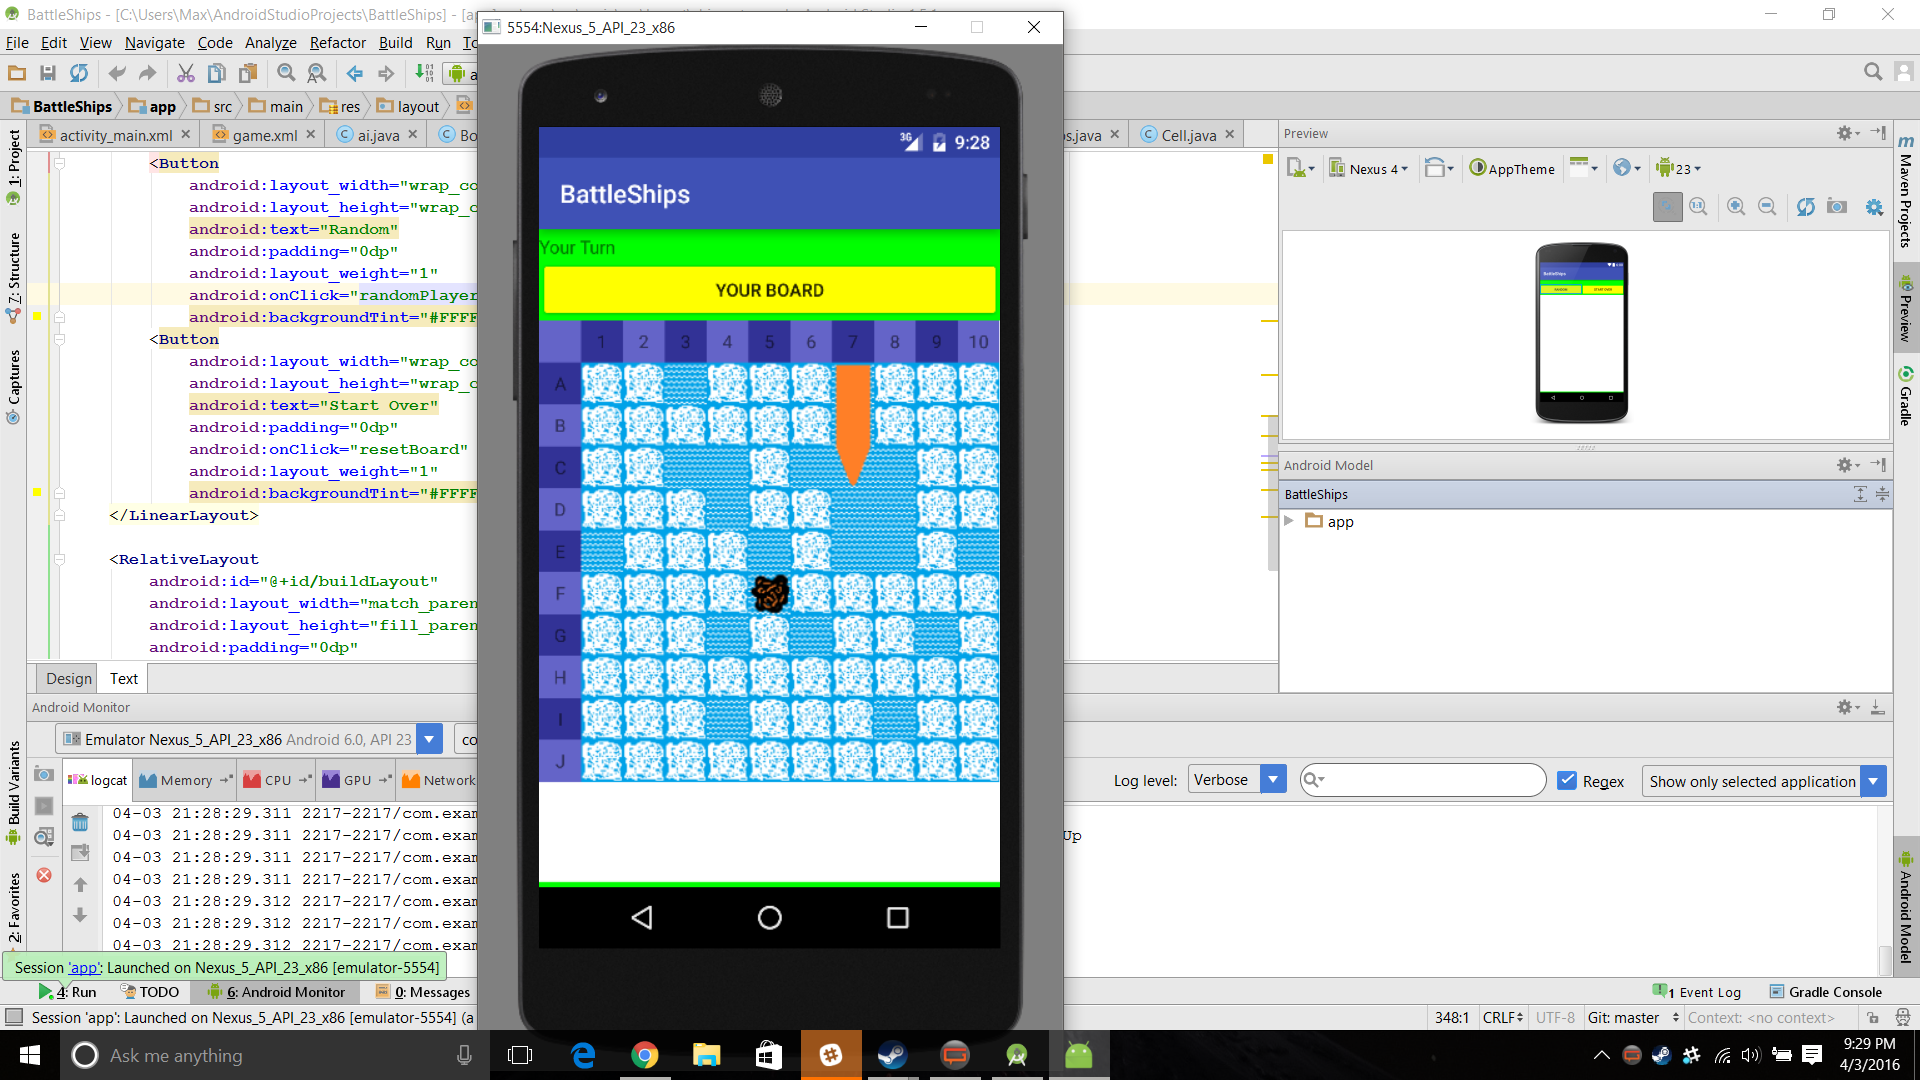 BattleShips - [C:\Users\Max\AndroidStudioProjects\BattleShips] - [
5554:Nexus_5_API_23_x86
File Edit View Navigate Code Analyze Refactor Build Run
BattleShips app src main res layout
activity_main.xml game.xml ai.java Cell.java
Preview
<Button
android:layout_width="wrap_co
android:layout_height="wrap_c
android:text="Random"
android:padding="0dp"
android:layout_weight="1"
android:onClick="randomPlayer
android:backgroundTint="#FFFF
<Button
android:layout_width="wrap_co
android:layout_height="wrap_c
android:text="Start Over"
android:padding="0dp"
android:onClick="resetBoard"
android:layout_weight="1"
android:backgroundTint="#FFFF
</LinearLayout>
<RelativeLayout
android:id="@+id/buildLayout"
android:layout_width="match_paren
android:layout_height="fill_paren
android:padding="0dp"
Design Text
1: Project
7: Structure
Captures
Build Variants
2: Favorites
3G 9:28
BattleShips
Your Turn
YOUR BOARD
1 2 3 4 5 6 7 8 9 10
A
B
C
D
E
F
G
H
I
J
Nexus 4 AppTheme 23
Android Model
BattleShips
app
Maven Projects
Preview
Gradle
Android Model
Android Monitor
Emulator Nexus_5_API_23_x86 Android 6.0, API 23 co
logcat Memory CPU GPU Network
Log level: Verbose Regex Show only selected application
04-03 21:28:29.311 2217-2217/com.exam
04-03 21:28:29.311 2217-2217/com.exam Up
04-03 21:28:29.311 2217-2217/com.exam
04-03 21:28:29.311 2217-2217/com.exam
04-03 21:28:29.312 2217-2217/com.exam
04-03 21:28:29.312 2217-2217/com.exam
04-03 21:28:29.312 2217-2217/com.exam
Session 'app': Launched on Nexus_5_API_23_x86 [emulator-5554]
4: Run TODO 6: Android Monitor 0: Messages 1 Event Log Gradle Console
Session 'app': Launched on Nexus_5_API_23_x86 [emulator-5554] (a 348:1 CRLF UTF-8 Git: master Context: <no context>
Ask me anything
9:29 PM
4/3/2016